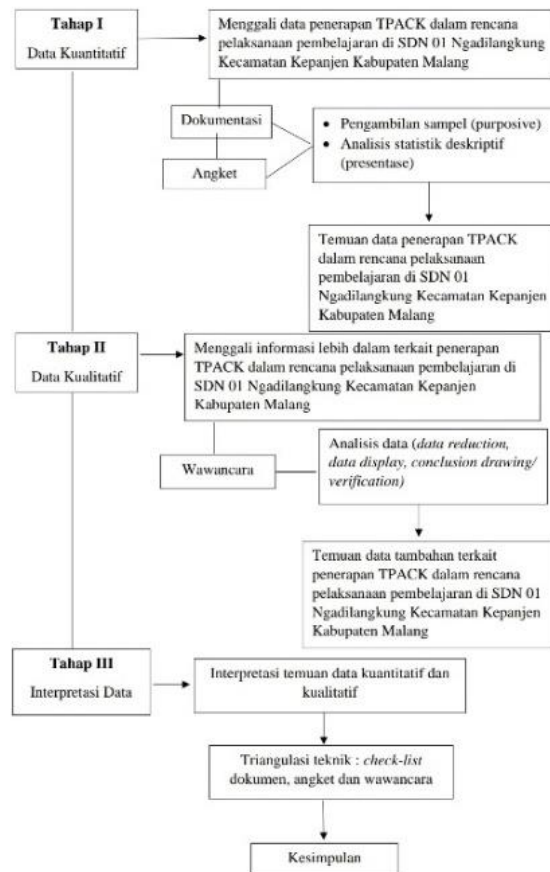 Tahap I
Data Kuantitatif
Menggali data penerapan TPACK dalam rencana
pelaksanaan pembelajaran di SDN 01 Ngadilangkung
Kecamatan Kepanjen Kabupaten Malang
Dokumentasi
Angket
• Pengambilan sampel (purposive)
• Analisis statistik deskriptif
(presentase)
Temuan data penerapan TPACK
dalam rencana pelaksanaan
pembelajaran di SDN 01
Ngadilangkung Kecamatan Kepanjen
Kabupaten Malang
Tahap II
Data Kualitatif
Menggali informasi lebih dalam terkait penerapan
TPACK dalam rencana pelaksanaan pembelajaran di
SDN 01 Ngadilangkung Kecamatan Kepanjen
Kabupaten Malang
Wawancara
Analisis data (data reduction,
data display, conclusion drawing/
verification)
Temuan data tambahan terkait
penerapan TPACK dalam rencana
pelaksanaan pembelajaran di SDN 01
Ngadilangkung Kecamatan Kepanjen
Kabupaten Malang
Tahap III
Interpretasi Data
Interpretasi temuan data kuantitatif dan
kualitatif
Triangulasi teknik : check-list
dokumen, angket dan wawancara
Kesimpulan